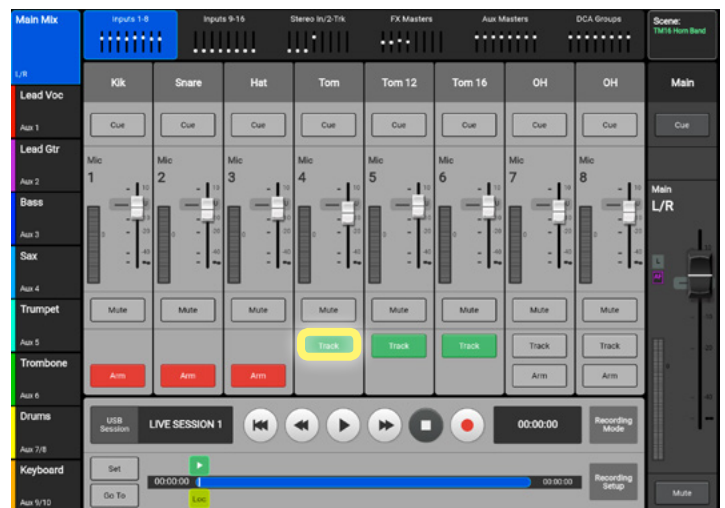 Main Mix
L/R
Inputs 1-8
Inputs 9-16
Stereo In/2-Trk
FX Masters
Aux Masters
DCA Groups
Scene:
TM16 Horn Band
Lead Voc
Aux 1
Lead Gtr
Aux 2
Bass
Aux 3
Sax
Aux 4
Trumpet
Aux 5
Trombone
Aux 6
Drums
Aux 7/8
Keyboard
Aux 9/10
Kik
Snare
Hat
Tom
Tom 12
Tom 16
OH
OH
Main
Cue
Cue
Cue
Cue
Cue
Cue
Cue
Cue
Cue
Mic
1
Mic
2
Mic
3
Mic
4
Mic
5
Mic
6
Mic
7
Mic
8
Main
L/R
L
Mute
Mute
Mute
Mute
Mute
Mute
Mute
Mute
Track
Track
Track
Track
Track
Arm
Arm
Arm
Arm
Arm
USB
Session
LIVE SESSION 1
00:00:00
Recording
Mode
Set
Go To
00:00:00
Loc
00:00:00
Recording
Setup
Mute